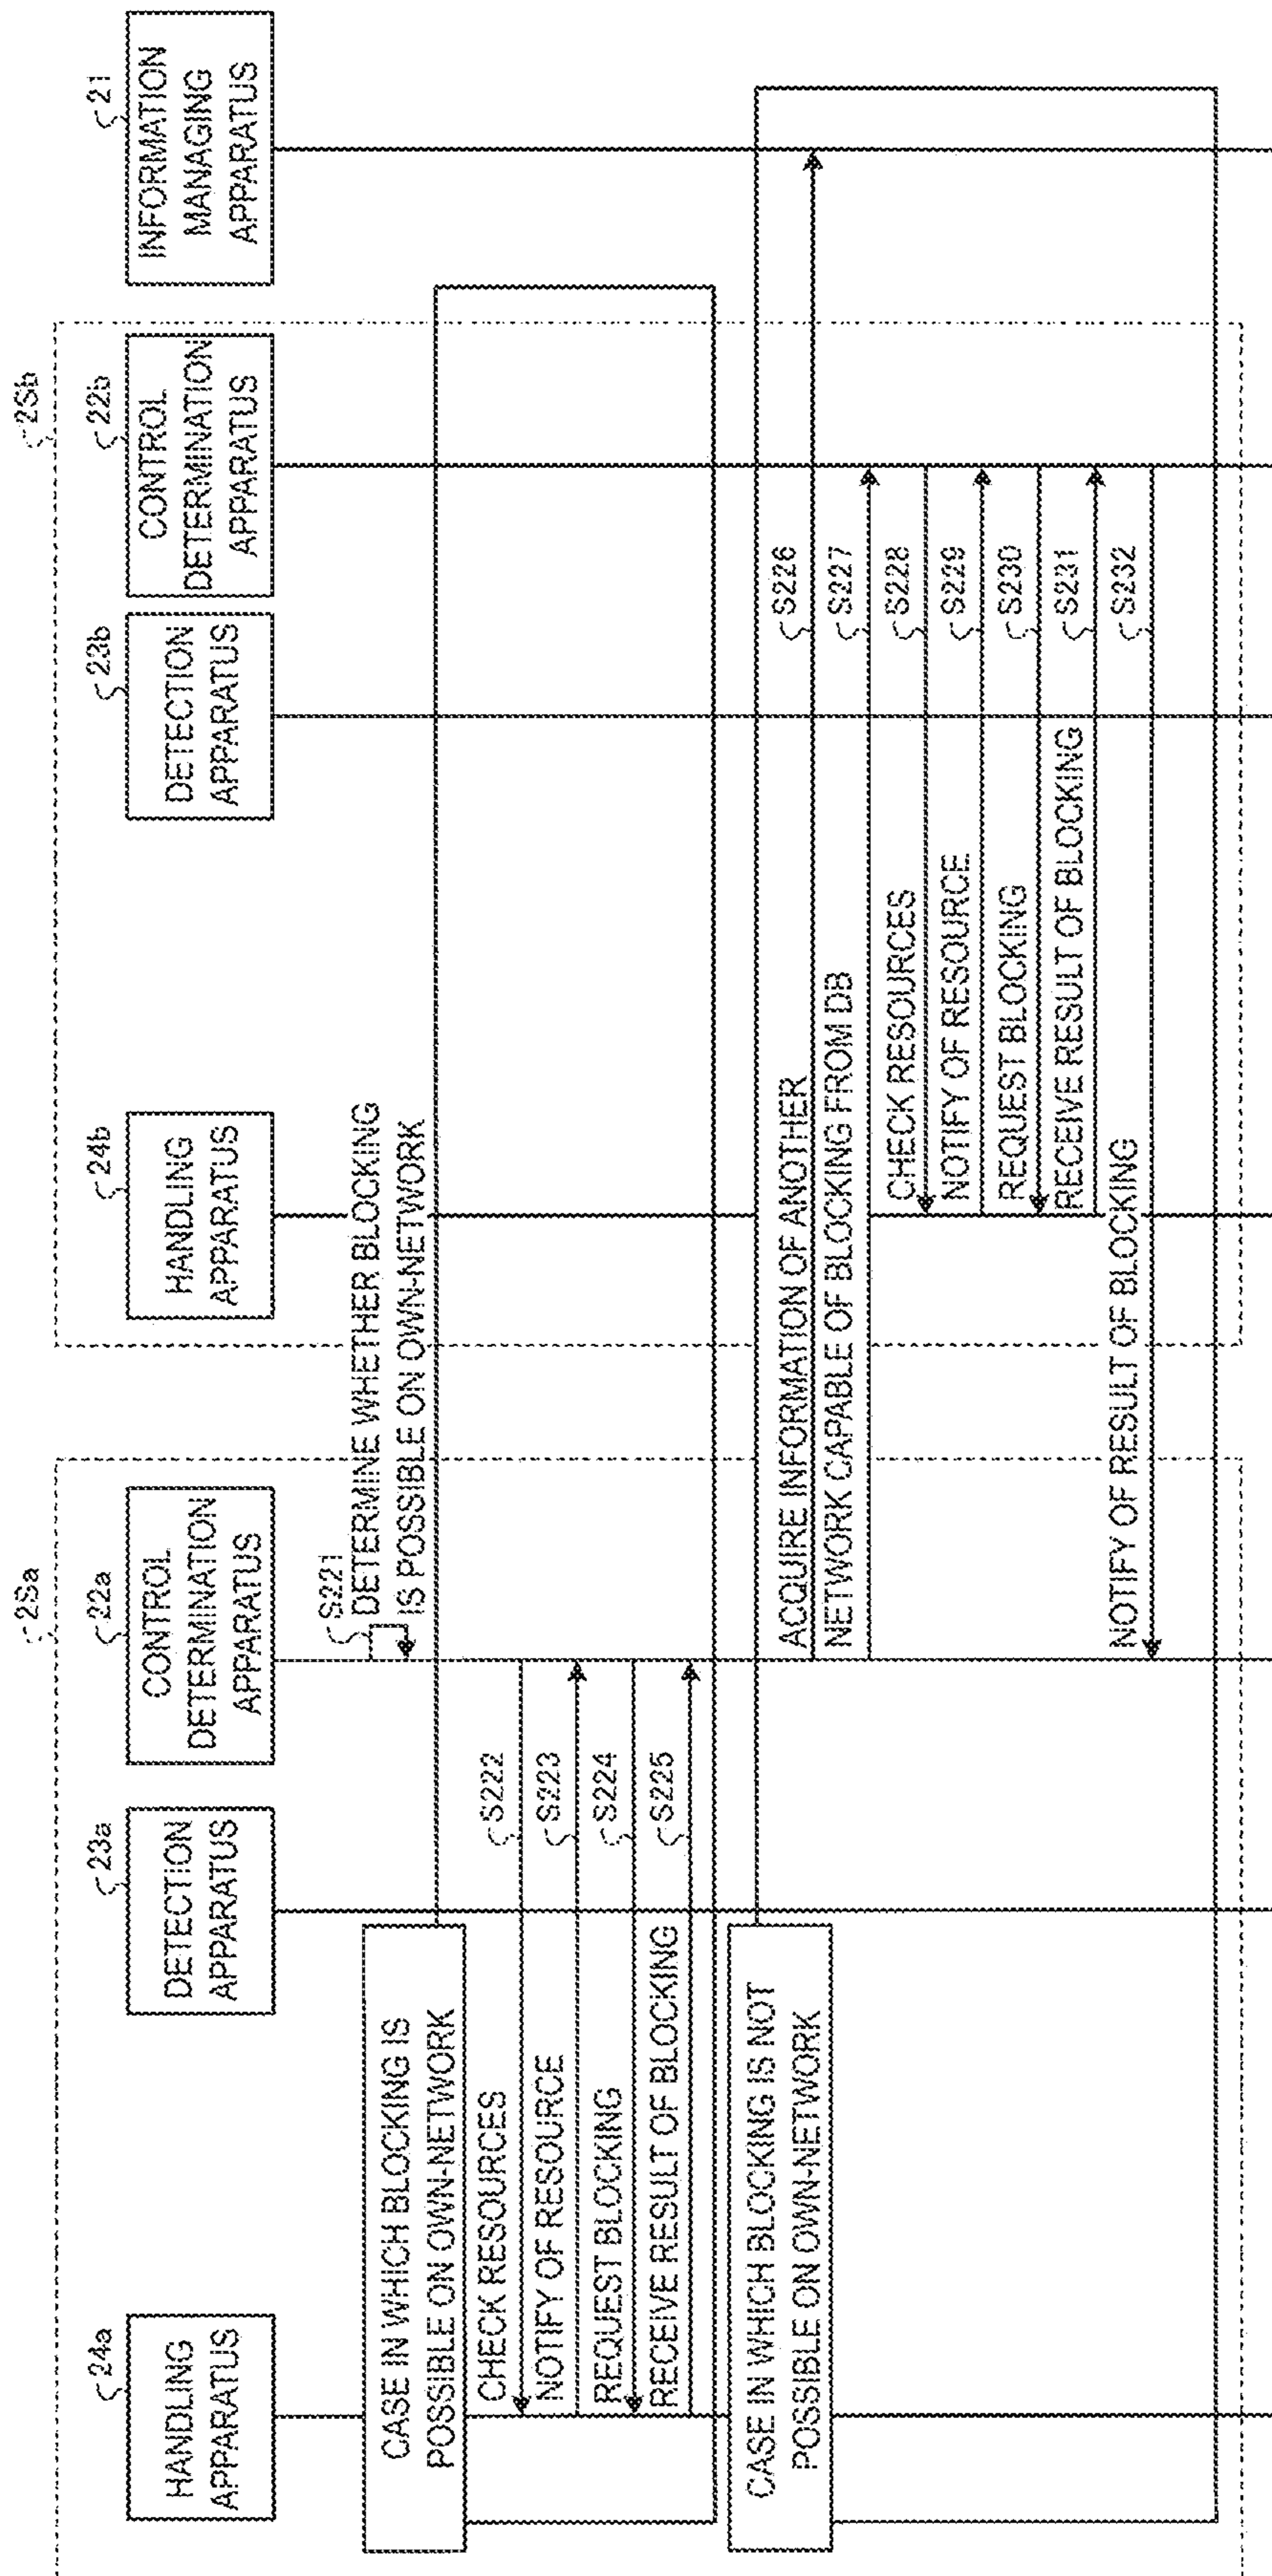 2Sa
2Sb
24a
HANDLING
APPARATUS
23a
DETECTION
APPARATUS
22a
CONTROL
DETERMINATION
APPARATUS
24b
HANDLING
APPARATUS
23b
DETECTION
APPARATUS
22b
CONTROL
DETERMINATION
APPARATUS
21
INFORMATION
MANAGING
APPARATUS
S221
DETERMINE WHETHER BLOCKING
IS POSSIBLE ON OWN-NETWORK
CASE IN WHICH BLOCKING IS
POSSIBLE ON OWN-NETWORK
CHECK RESOURCES
S222
NOTIFY OF RESOURCE
S223
REQUEST BLOCKING
S224
RECEIVE RESULT OF BLOCKING
S225
CASE IN WHICH BLOCKING IS NOT
POSSIBLE ON OWN-NETWORK
ACQUIRE INFORMATION OF ANOTHER
NETWORK CAPABLE OF BLOCKING FROM DB
S226
S227
CHECK RESOURCES
S228
NOTIFY OF RESOURCE
S229
REQUEST BLOCKING
S230
RECEIVE RESULT OF BLOCKING
S231
NOTIFY OF RESULT OF BLOCKING
S232